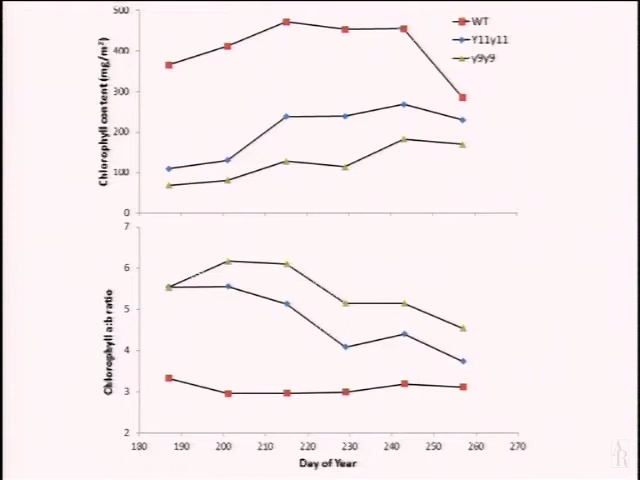 500
400
300
200
100
0
Chlorophyll content (mg/m²)
WT
Y11y11
y9y9
7
6
5
4
3
2
Chlorophyll a:b ratio
180 190 200 210 220 230 240 250 260 270
Day of Year